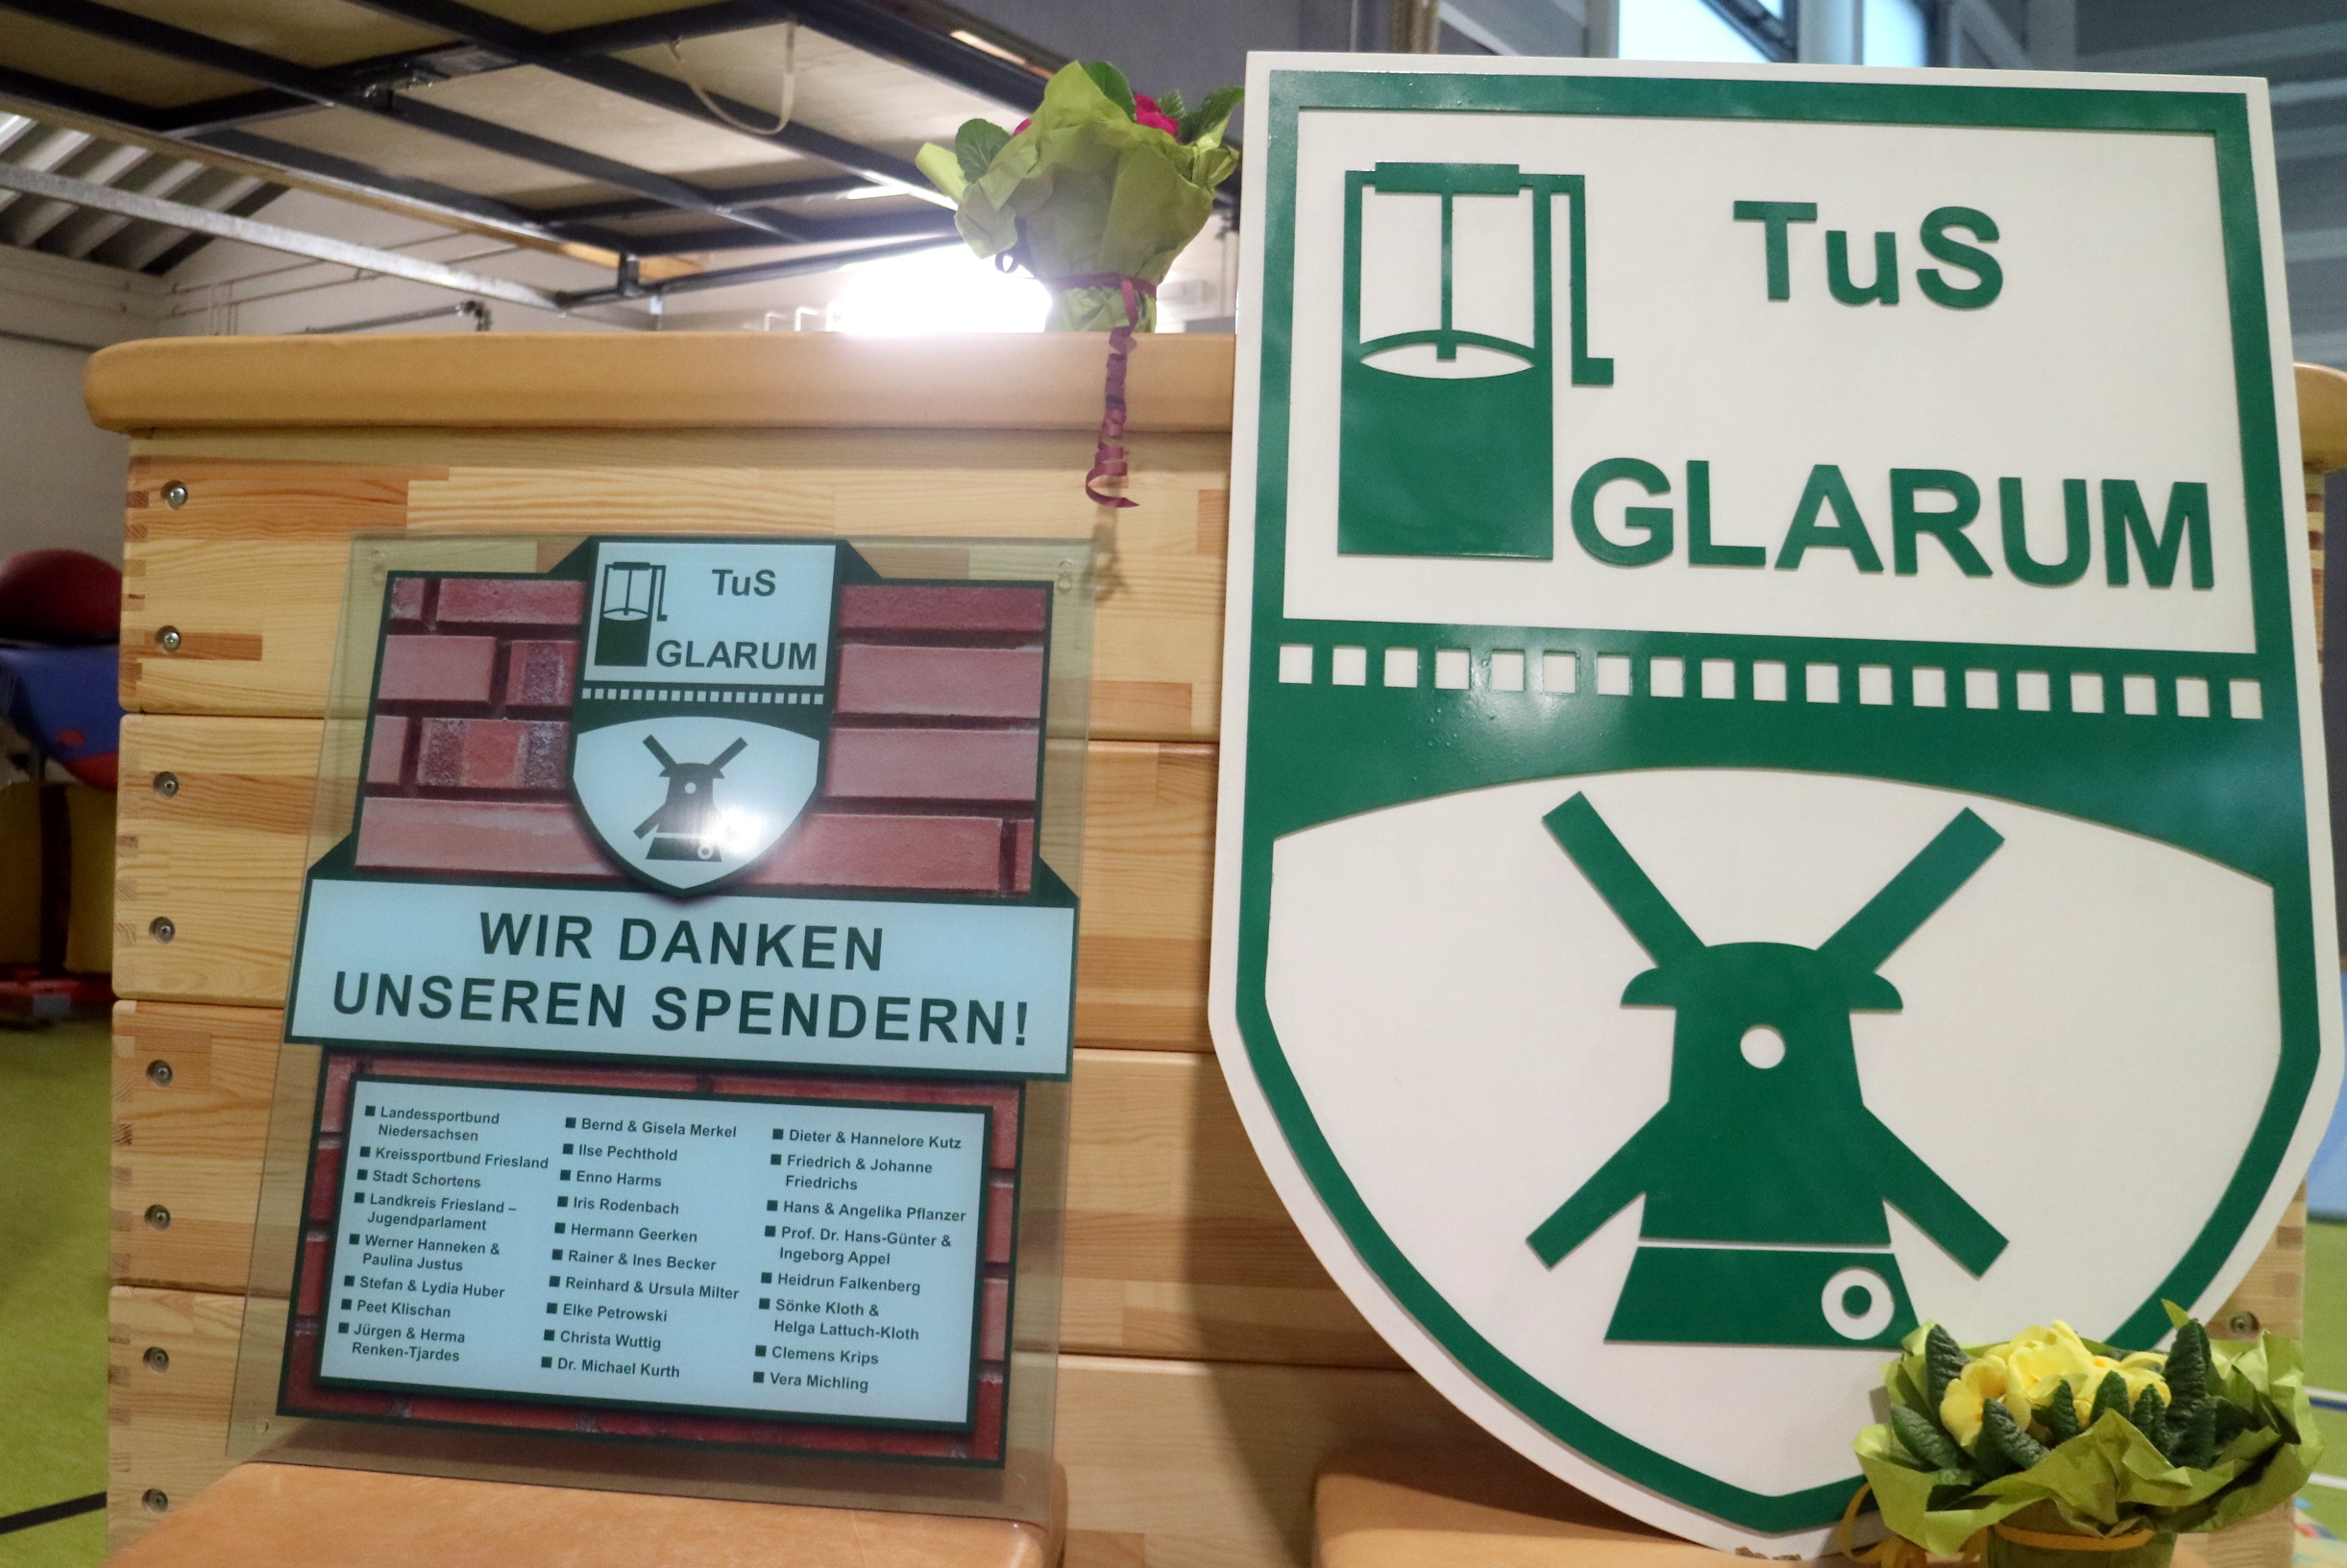 TuS
GLARUM
WIR DANKEN
UNSEREN SPENDERN!
Landessportbund
Niedersachsen
Kreissportbund Friesland
Stadt Schortens
Landkreis Friesland –
Jugendparlament
Werner Hanneken &
Paulina Justus
Stefan & Lydia Huber
Peet Klischan
Jürgen & Herma
Renken-Tjardes
Bernd & Gisela Merkel
Ilse Pechthold
Enno Harms
Iris Rodenbach
Hermann Geerken
Rainer & Ines Becker
Reinhard & Ursula Milter
Elke Petrowski
Christa Wuttig
Dr. Michael Kurth
Dieter & Hannelore Kutz
Friedrich & Johanne
Friedrichs
Hans & Angelika Pflanzer
Prof. Dr. Hans-Günter &
Ingeborg Appel
Heidrun Falkenberg
Sönke Kloth &
Helga Lattuch-Kloth
Clemens Krips
Vera Michling
TuS
GLARUM